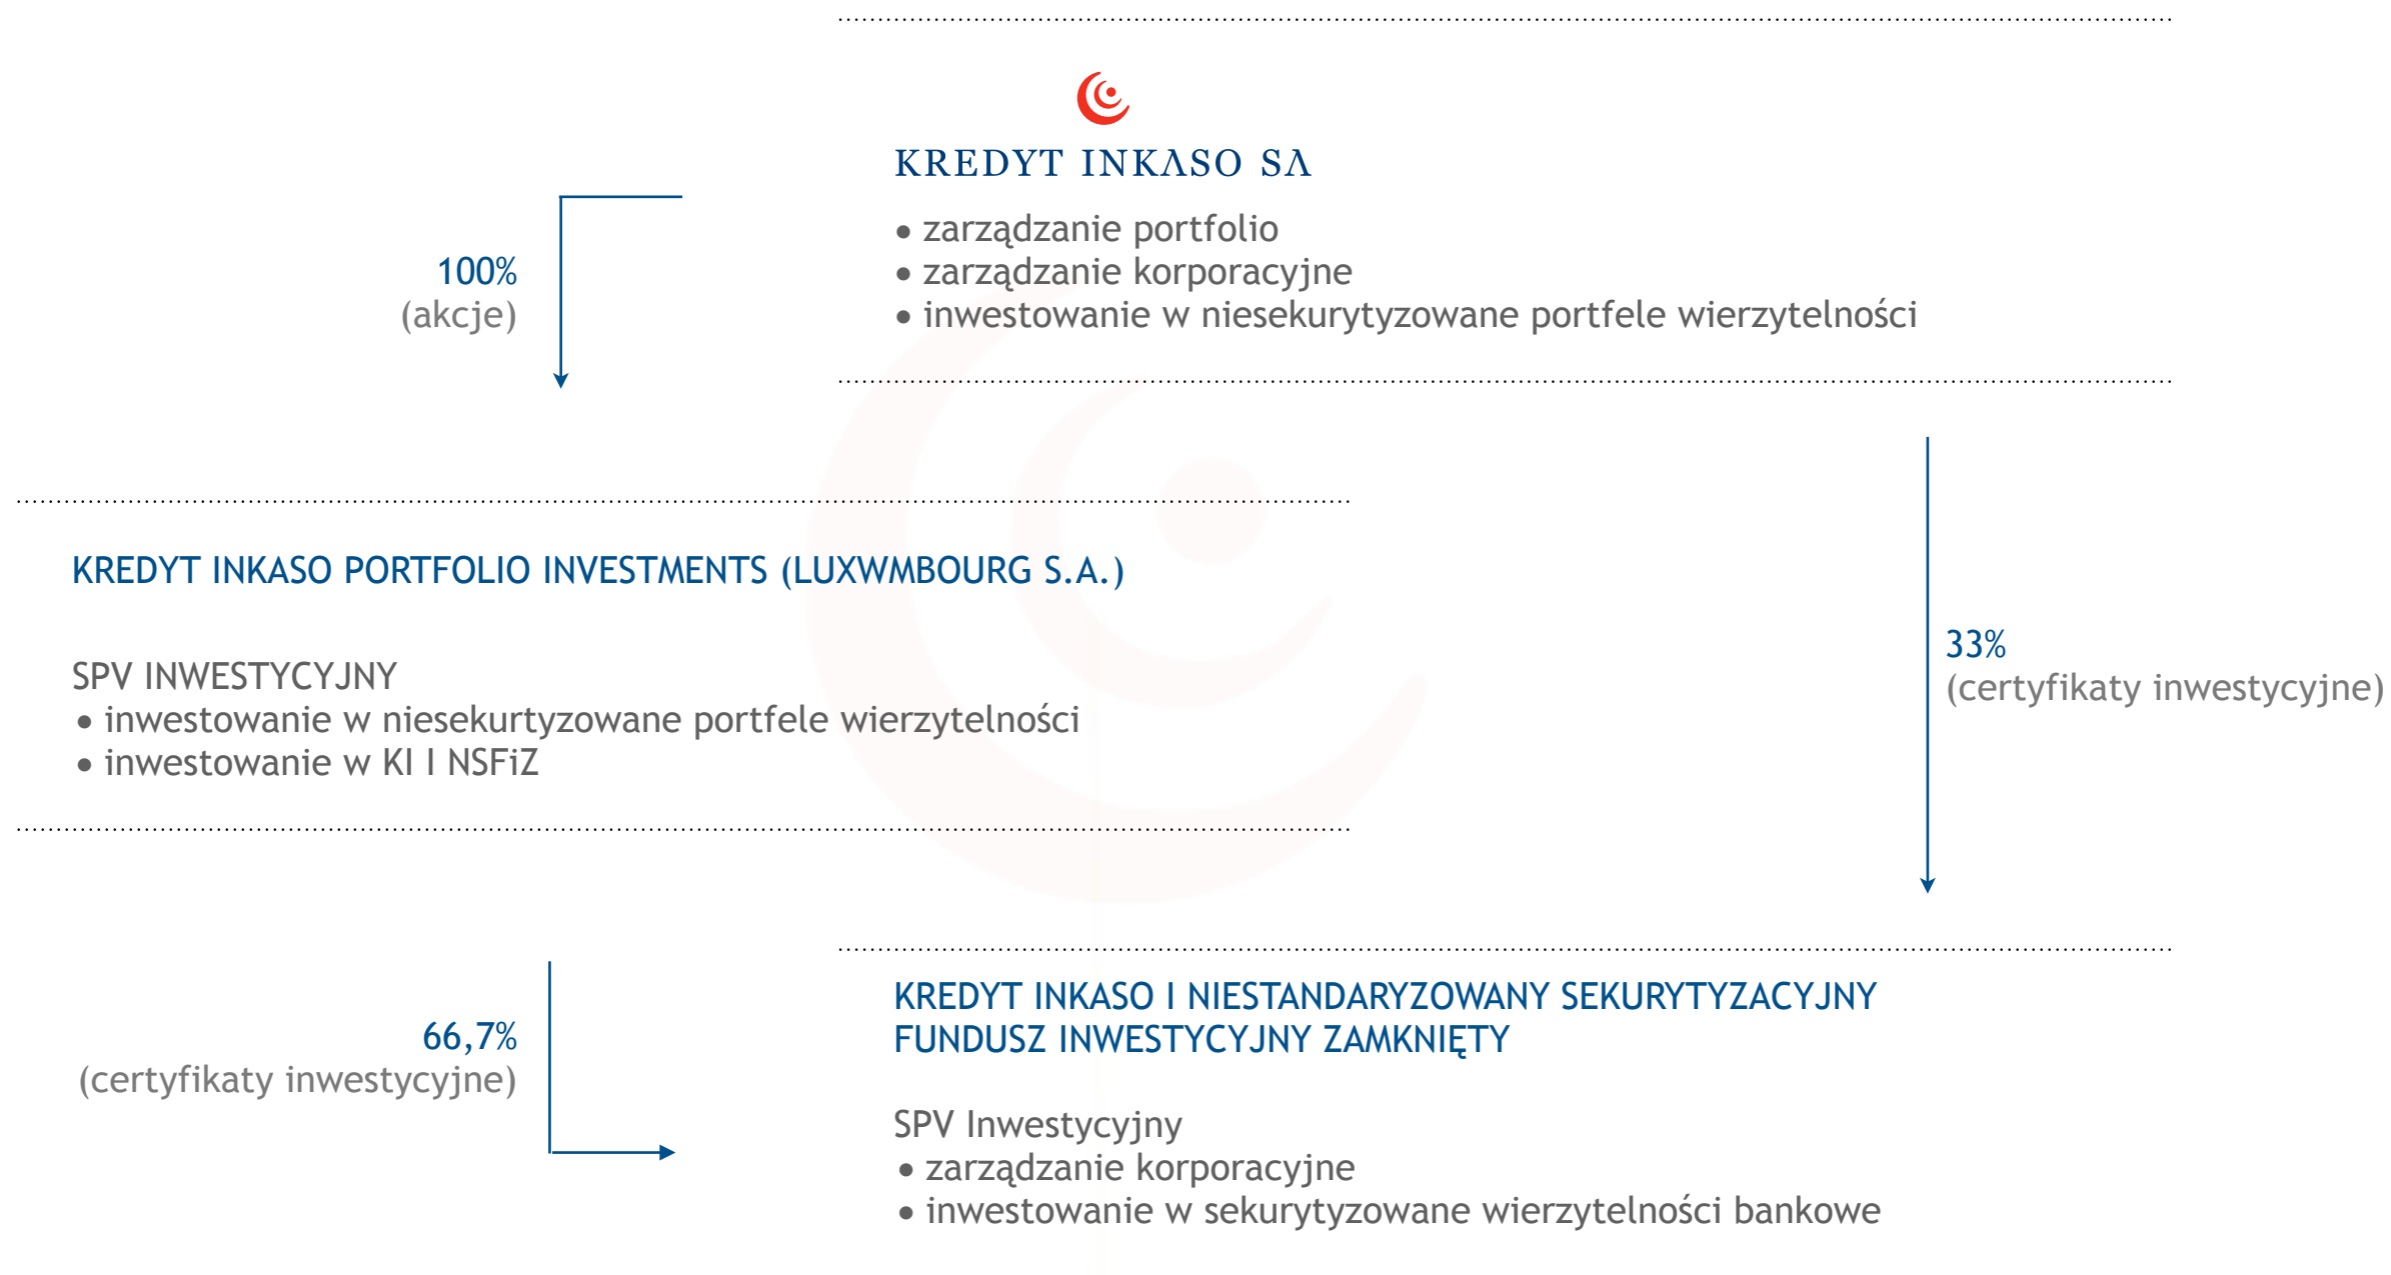 KREDYT INKASO SA
• zarządzanie portfolio
• zarządzanie korporacyjne
• inwestowanie w niesekurytyzowane portfele wierzytelności
100%
(akcje)
KREDYT INKASO PORTFOLIO INVESTMENTS (LUXWMBOURG S.A.)
SPV INWESTYCYJNY
• inwestowanie w niesekurtyzowane portfele wierzytelności
• inwestowanie w KI I NSFiZ
33%
(certyfikaty inwestycyjne)
66,7%
(certyfikaty inwestycyjne)
KREDYT INKASO I NIESTANDARYZOWANY SEKURYTYZACYJNY
FUNDUSZ INWESTYCYJNY ZAMKNIĘTY
SPV Inwestycyjny
• zarządzanie korporacyjne
• inwestowanie w sekurytyzowane wierzytelności bankowe